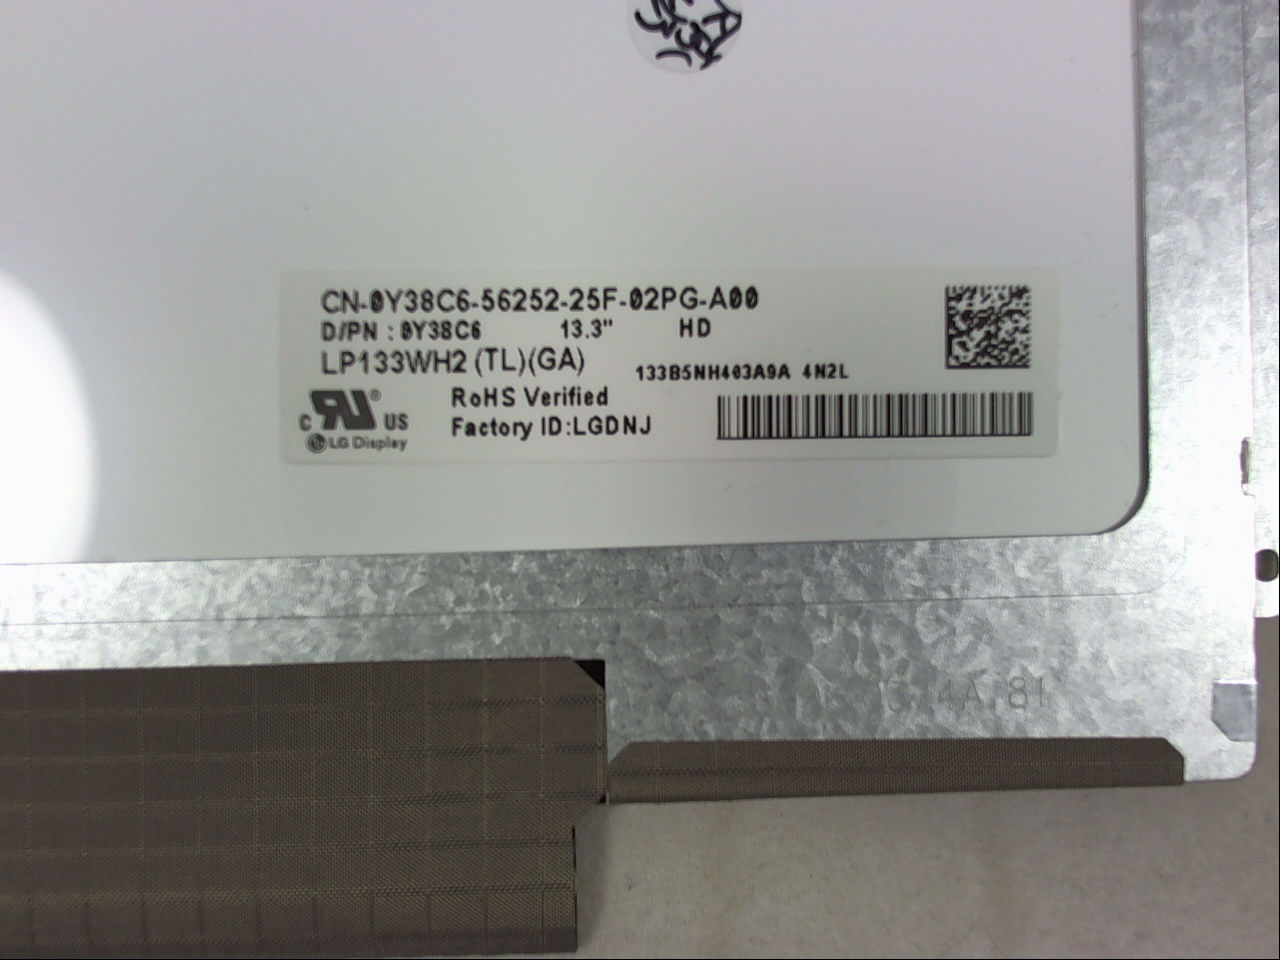 CN-0Y38C6-56252-25F-02PG-A00
D/PN : 0Y38C6 13.3" HD
LP133WH2 (TL)(GA)
133B5NH403A9A 4N2L
c RU ® US
RoHS Verified
LG Display
Factory ID:LGDNJ